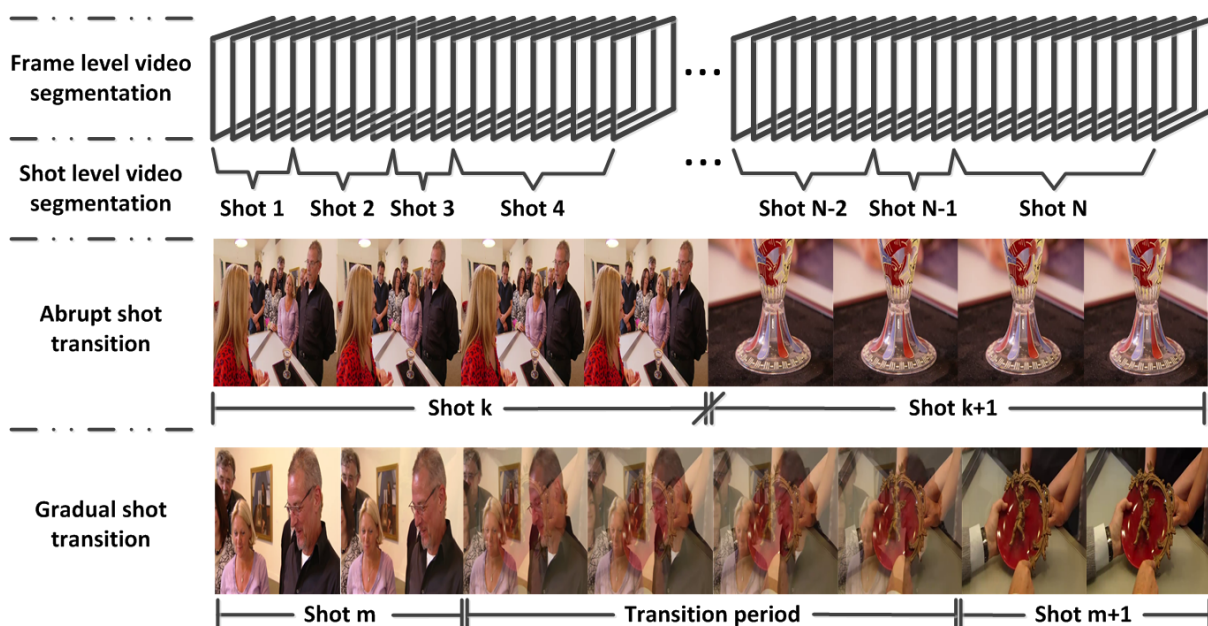 Frame level video
segmentation
...
Shot level video
segmentation
...
Shot 1 Shot 2 Shot 3 Shot 4 Shot N-2 Shot N-1 Shot N
Abrupt shot
transition
Shot k Shot k+1
Gradual shot
transition
Shot m Transition period Shot m+1